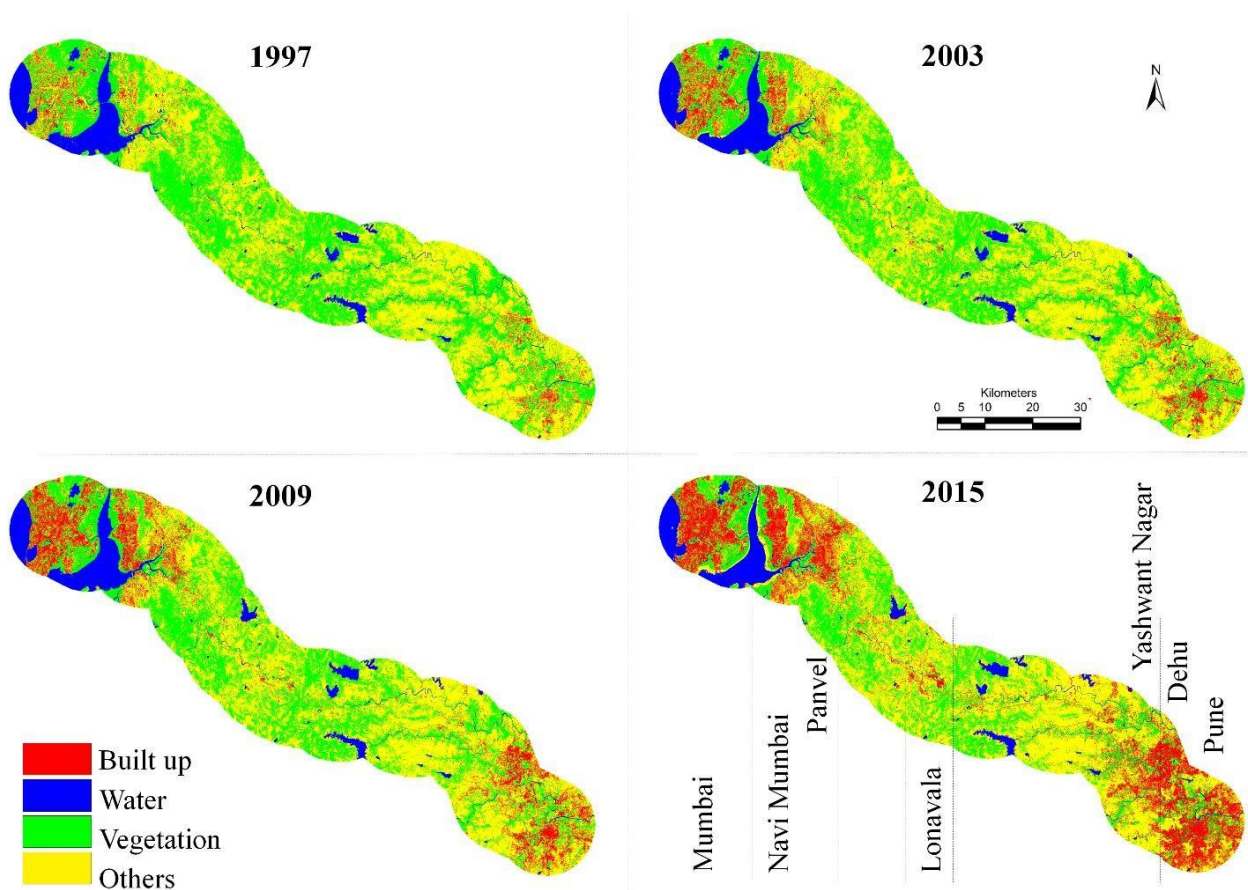 1997
2003
N
Kilometers
0 5 10 20 30
2009
2015
Built up
Water
Vegetation
Others
Mumbai
Navi Mumbai
Panvel
Lonavala
Yashwant Nagar
Dehu
Pune